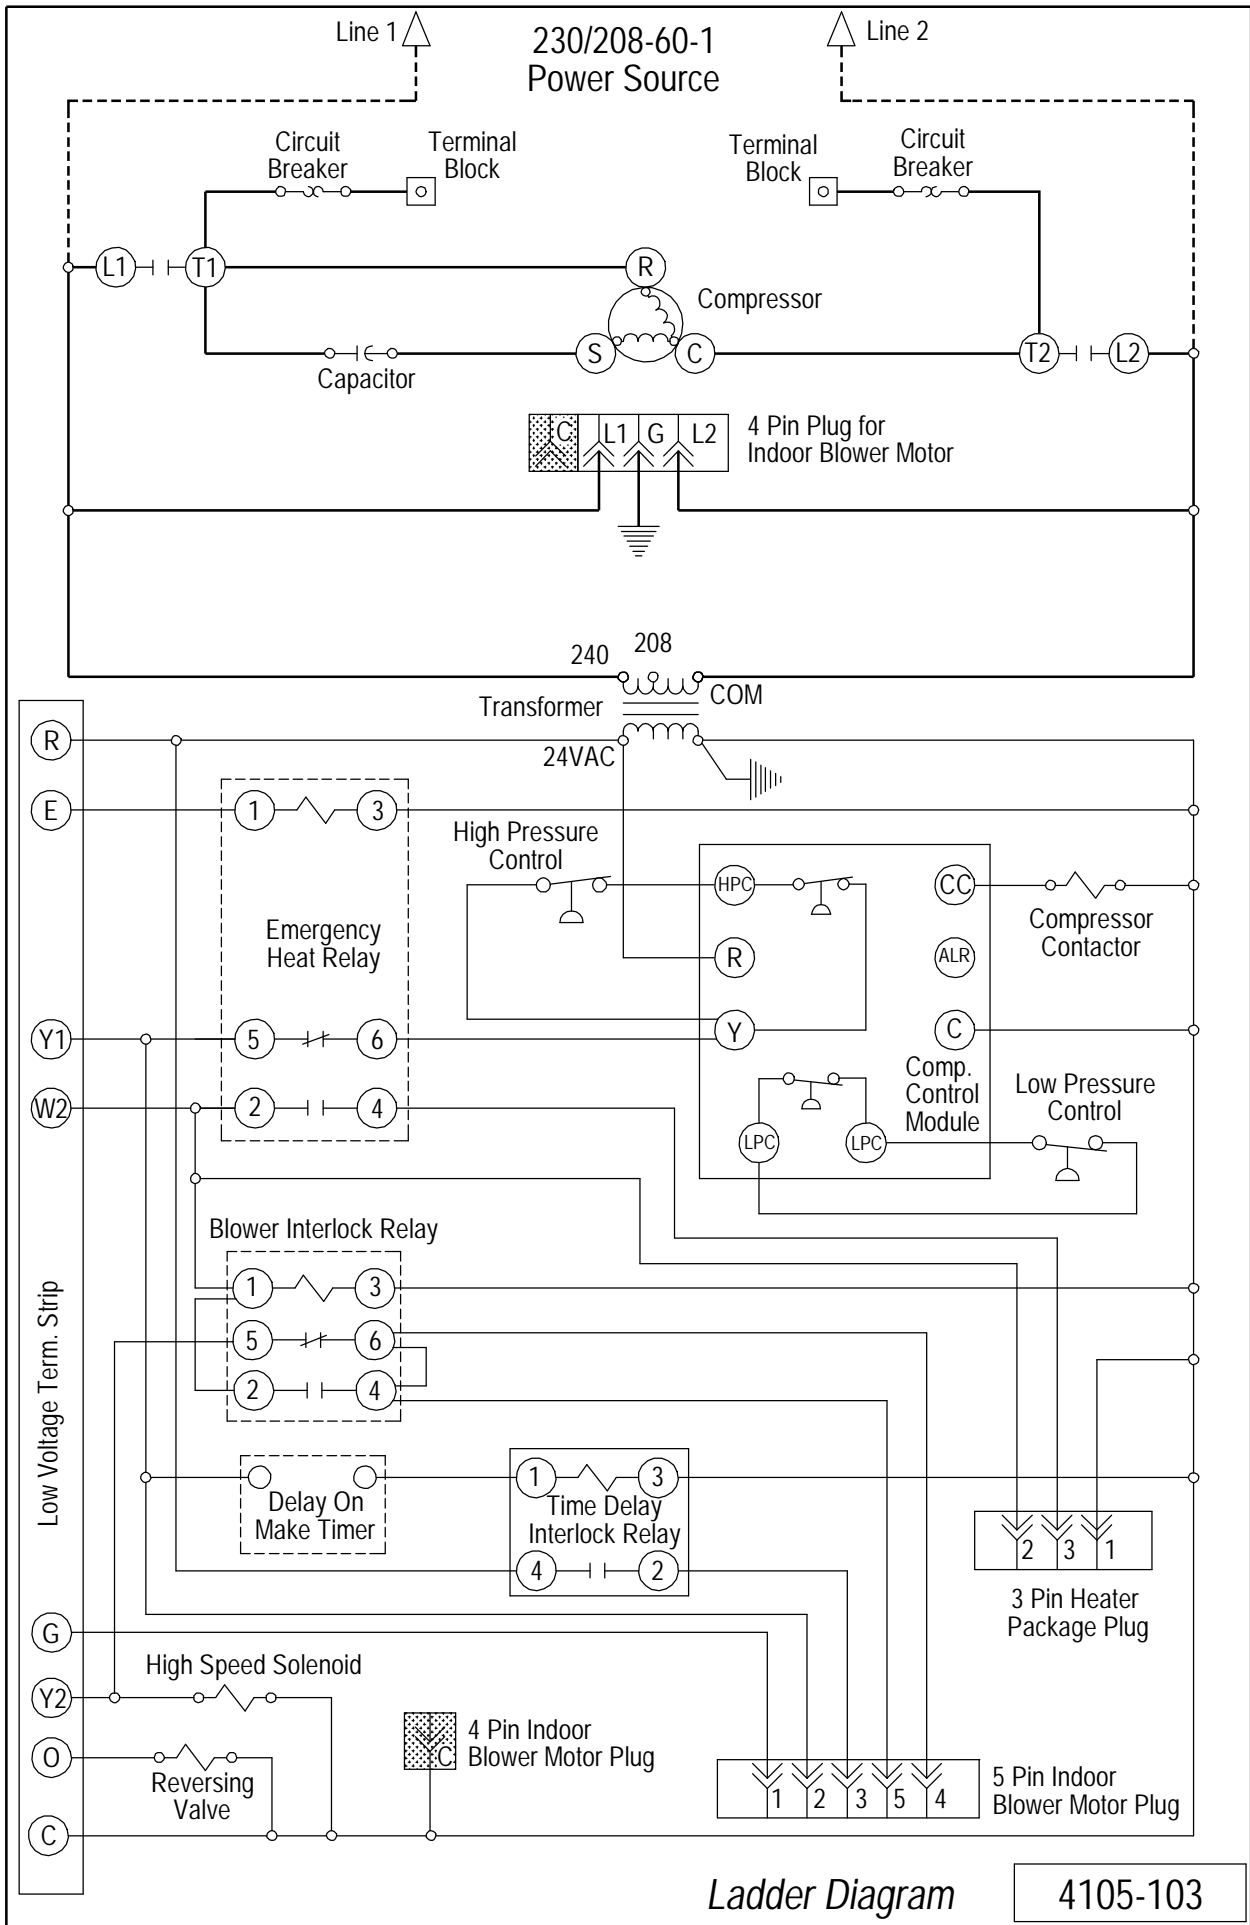 Line 1
230/208-60-1
Power Source
Line 2
Circuit
Breaker
Terminal
Block
Terminal
Block
Circuit
Breaker
L1
T1
R
Compressor
S
C
T2
L2
Capacitor
C
L1
G
L2
4 Pin Plug for
Indoor Blower Motor
240
208
COM
Transformer
24VAC
R
E
1
3
High Pressure
Control
HPC
CC
Compressor
Contactor
Emergency
Heat Relay
R
ALR
Y1
5
6
Y
C
Comp.
Control
Module
Low Pressure
Control
W2
2
4
LPC
LPC
Blower Interlock Relay
1
3
5
6
2
4
Low Voltage Term. Strip
Delay On
Make Timer
1
3
Time Delay
Interlock Relay
4
2
2
3
1
3 Pin Heater
Package Plug
G
High Speed Solenoid
Y2
O
Reversing
Valve
C
4 Pin Indoor
Blower Motor Plug
C
1
2
3
5
4
5 Pin Indoor
Blower Motor Plug
Ladder Diagram
4105-103